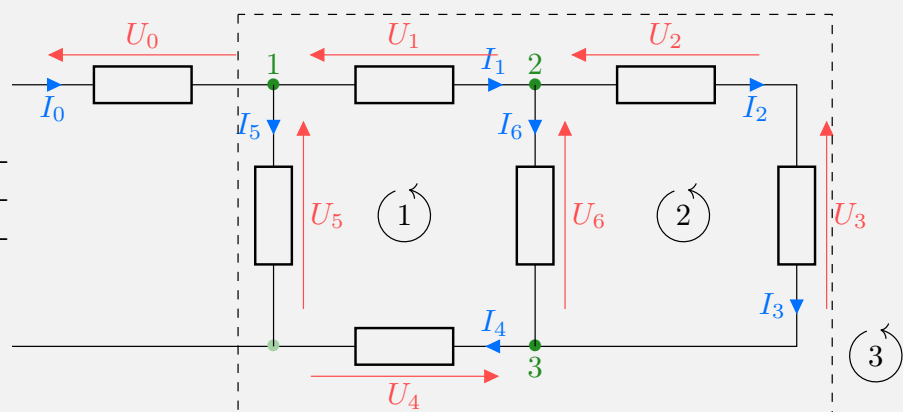 U₀
U₁
U₂
1
I₁
2
I₀
I₅
I₆
I₂
U₅
1
U₆
2
U₃
I₃
I₄
3
3
U₄